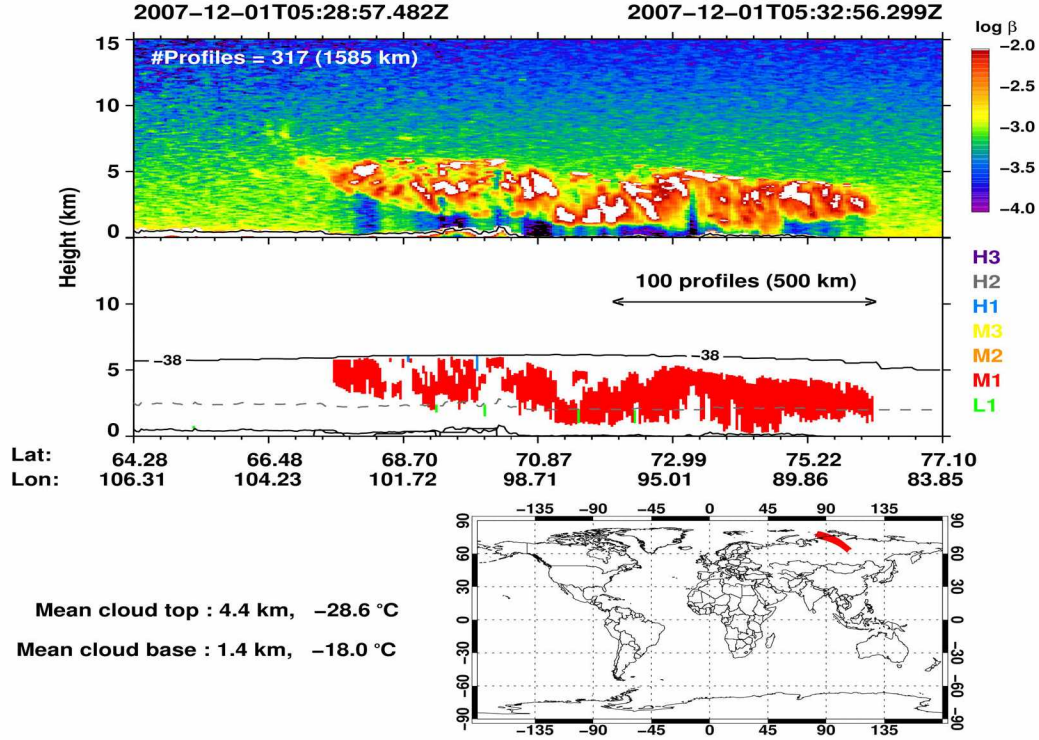 2007-12-01T05:28:57.482Z 2007-12-01T05:32:56.299Z
log β
#Profiles = 317 (1585 km)
15
10
5
0
−2.0
−2.5
−3.0
−3.5
−4.0
Height (km)
100 profiles (500 km)
10
5
0
−38 −38
H3
H2
H1
M3
M2
M1
L1
Lat: 64.28 66.48 68.70 70.87 72.99 75.22 77.10
Lon: 106.31 104.23 101.72 98.71 95.01 89.86 83.85
−135 −90 −45 0 45 90 135
90 90
60 60
30 30
0 0
−30 −30
−60 −60
−90 −90
−135 −90 −45 0 45 90 135
Mean cloud top : 4.4 km, −28.6 °C
Mean cloud base : 1.4 km, −18.0 °C